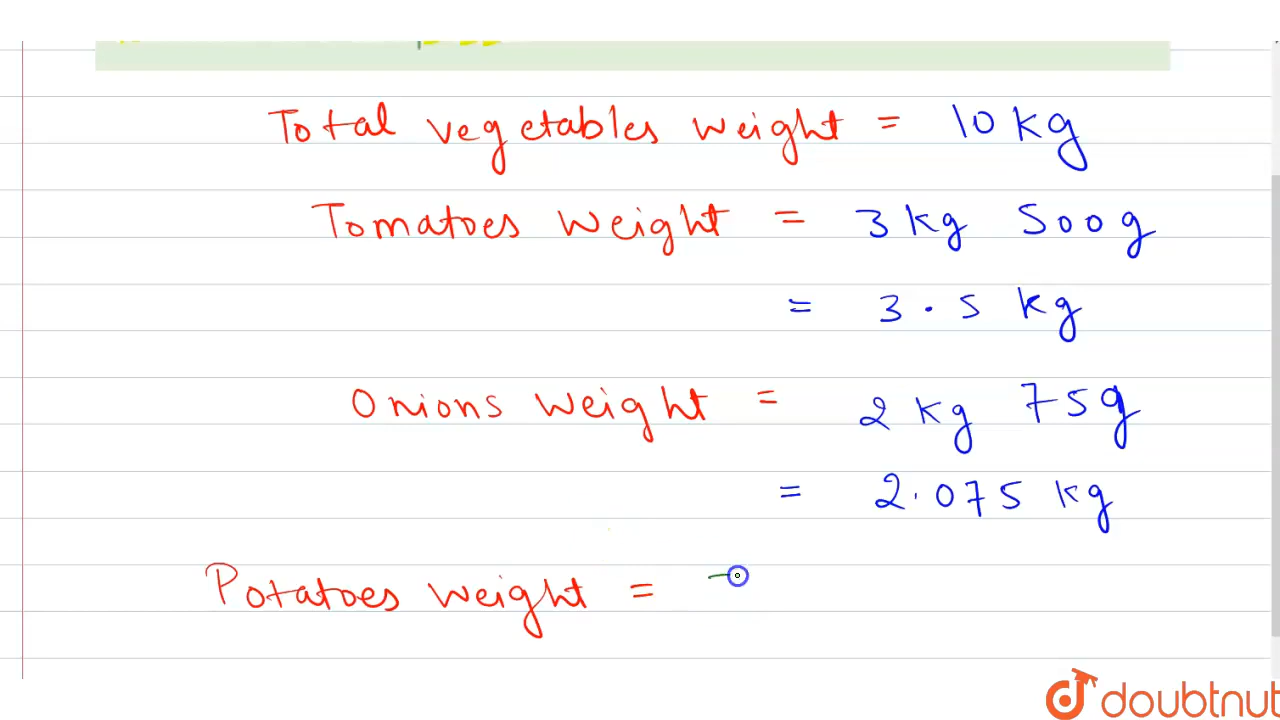 Total vegetables weight = 10 kg
Tomatoes weight = 3 kg 500 g
= 3.5 kg
Onions weight = 2 kg 75 g
= 2.075 kg
Potatoes weight =
doubtnut